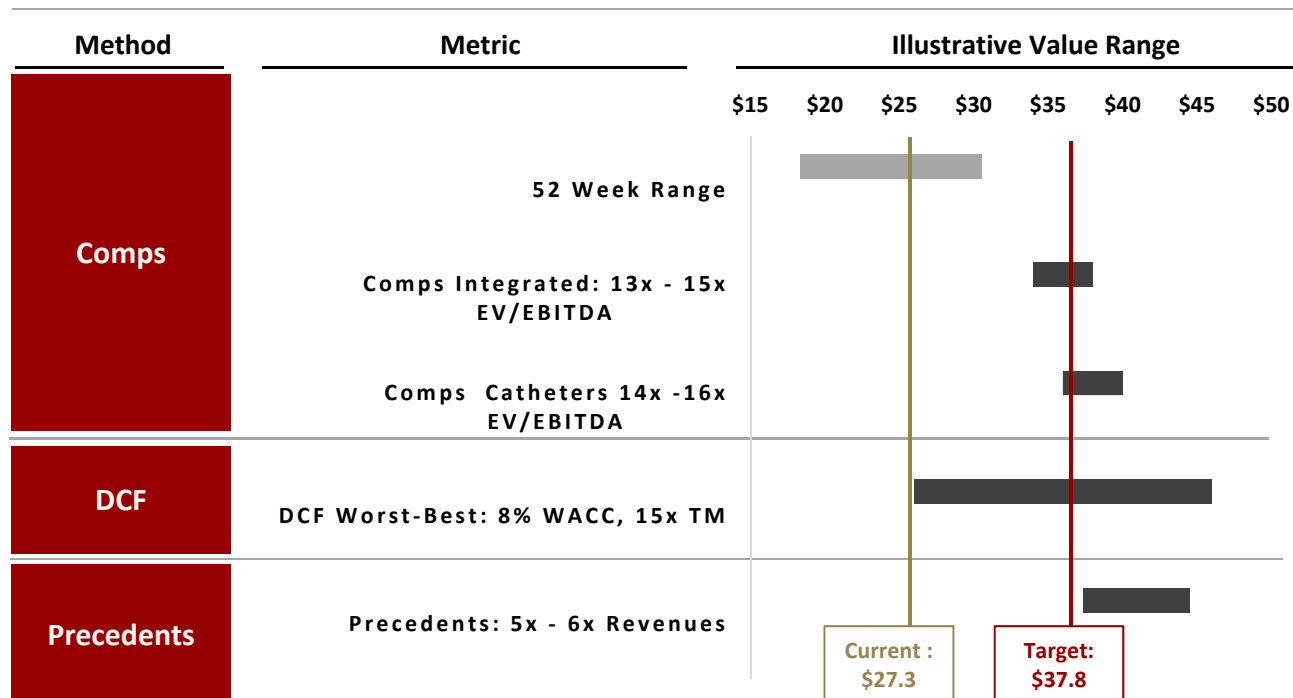 Method Metric Illustrative Value Range
$15 $20 $25 $30 $35 $40 $45 $50
Comps
52 Week Range
Comps Integrated: 13x - 15x
EV/EBITDA
Comps Catheters 14x -16x
EV/EBITDA
DCF
DCF Worst-Best: 8% WACC, 15x TM
Precedents
Precedents: 5x - 6x Revenues
Current :
$27.3
Target:
$37.8